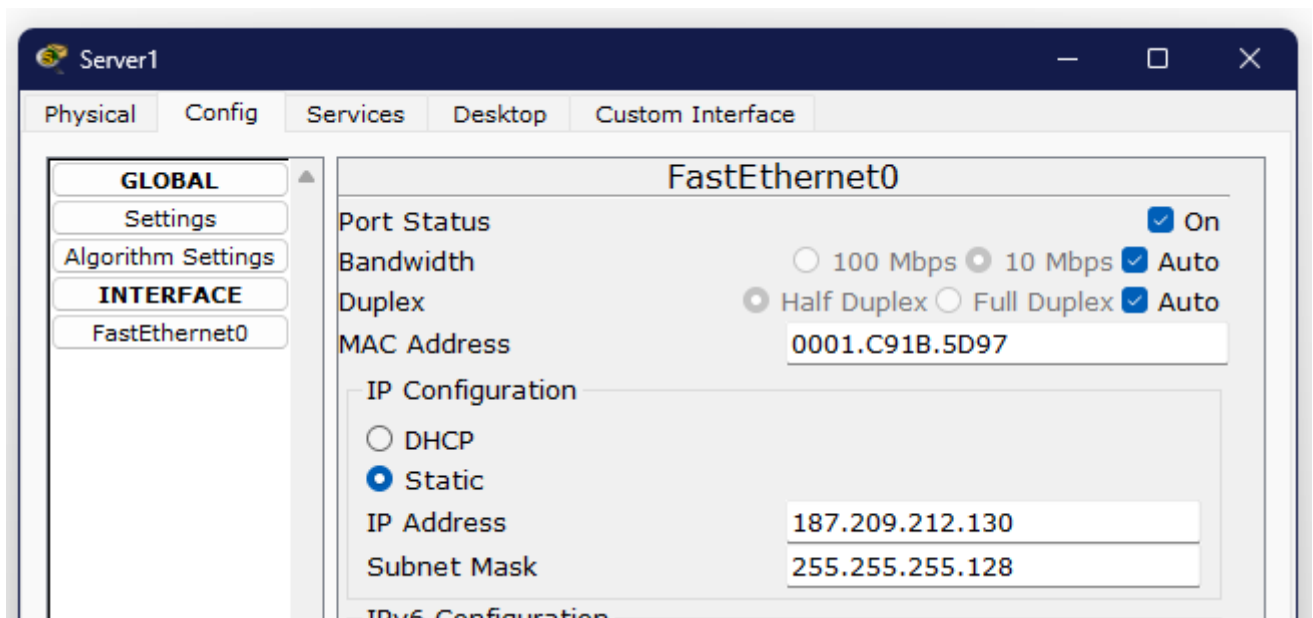 Server1
Physical Config Services Desktop Custom Interface
GLOBAL
Settings
Algorithm Settings
INTERFACE
FastEthernet0
FastEthernet0
Port Status On
Bandwidth 100 Mbps 10 Mbps Auto
Duplex Half Duplex Full Duplex Auto
MAC Address 0001.C91B.5D97
IP Configuration
DHCP
Static
IP Address 187.209.212.130
Subnet Mask 255.255.255.128
IPv6 Configuration